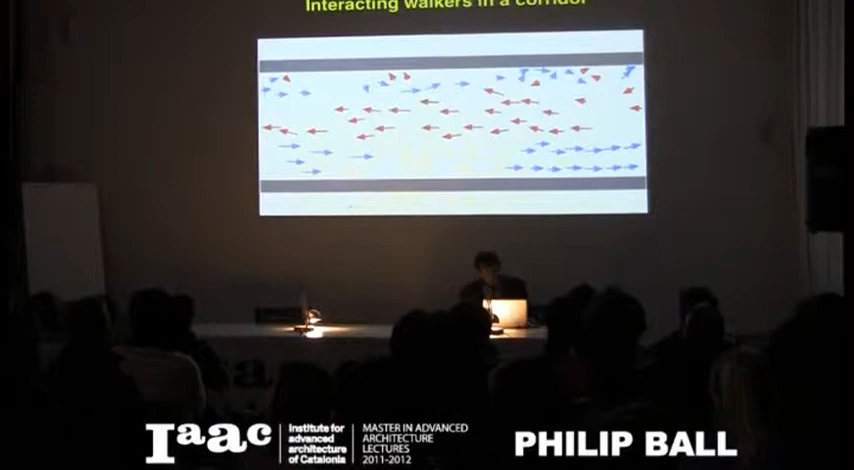 Interacting walkers in a corridor
Iaac
Institute for
advanced
architecture
of Catalonia
MASTER IN ADVANCED
ARCHITECTURE
LECTURES
2011-2012
PHILIP BALL